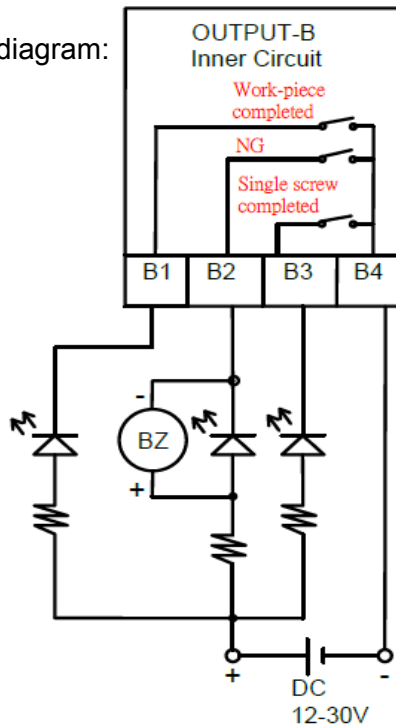 diagram:
OUTPUT-B
Inner Circuit
Work-piece
completed
NG
Single screw
completed
B1 B2 B3 B4
-
BZ
+
+ -
DC
12-30V